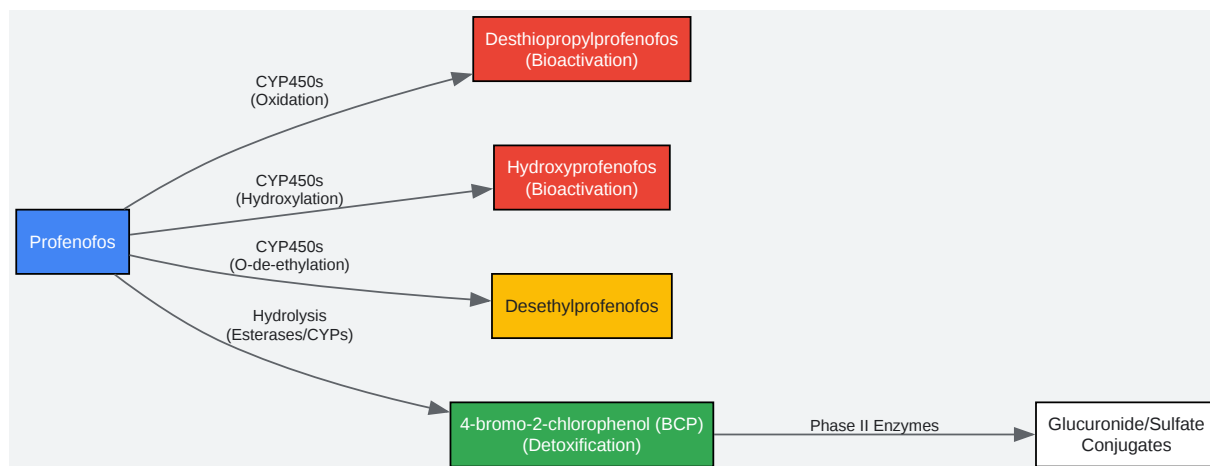 Desthiopropylprofenofos
(Bioactivation)
CYP450s
(Oxidation)
Hydroxyprofenofos
(Bioactivation)
CYP450s
(Hydroxylation)
Profenofos
CYP450s
(O-de-ethylation)
Desethylprofenofos
Hydrolysis
(Esterases/CYPs)
4-bromo-2-chlorophenol (BCP)
(Detoxification)
Phase II Enzymes
Glucuronide/Sulfate
Conjugates